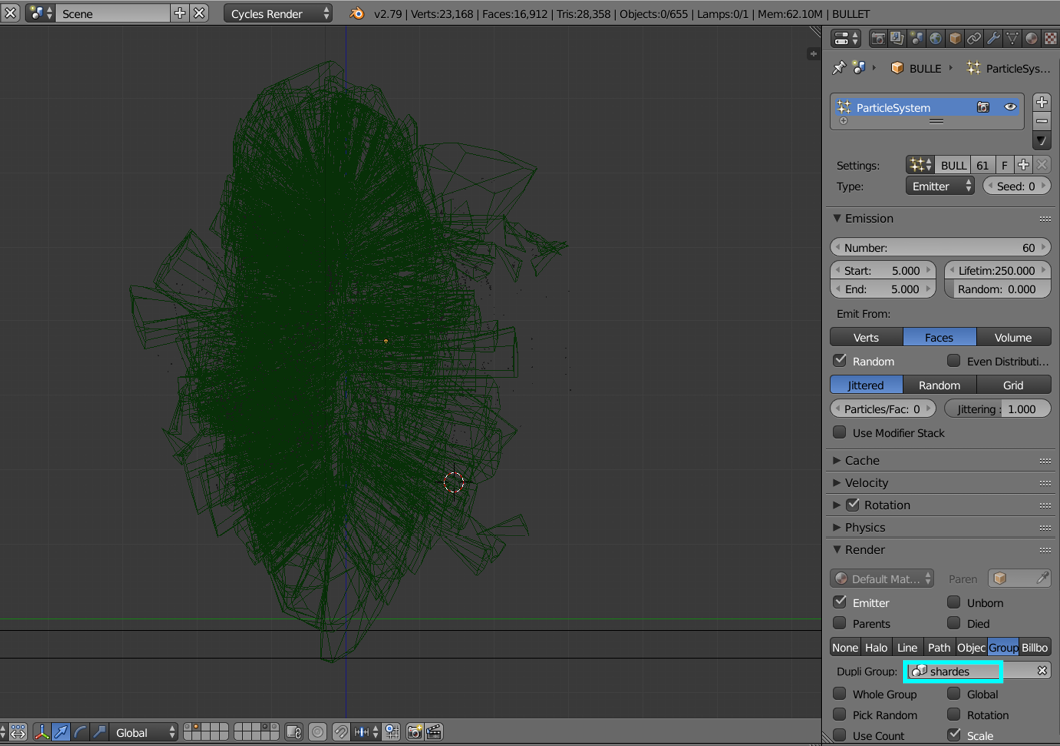 Scene Cycles Render v2.79 | Verts:23,168 | Faces:16,912 | Tris:28,358 | Objects:0/655 | Lamps:0/1 | Mem:62.10M | BULLET
BULLE ParticleSys...
ParticleSystem
Settings: BULL 61 F
Type: Emitter Seed: 0
Emission
Number: 60
Start: 5.000 Lifetim:250.000
End: 5.000 Random: 0.000
Emit From:
Verts Faces Volume
Random Even Distributi...
Jittered Random Grid
Particles/Fac: 0 Jittering : 1.000
Use Modifier Stack
Cache
Velocity
Rotation
Physics
Render
Default Mat... Paren
Emitter Unborn
Parents Died
None Halo Line Path Objec Group Billbo
Dupli Group: shardes
Whole Group Global
Pick Random Rotation
Use Count Scale
Global